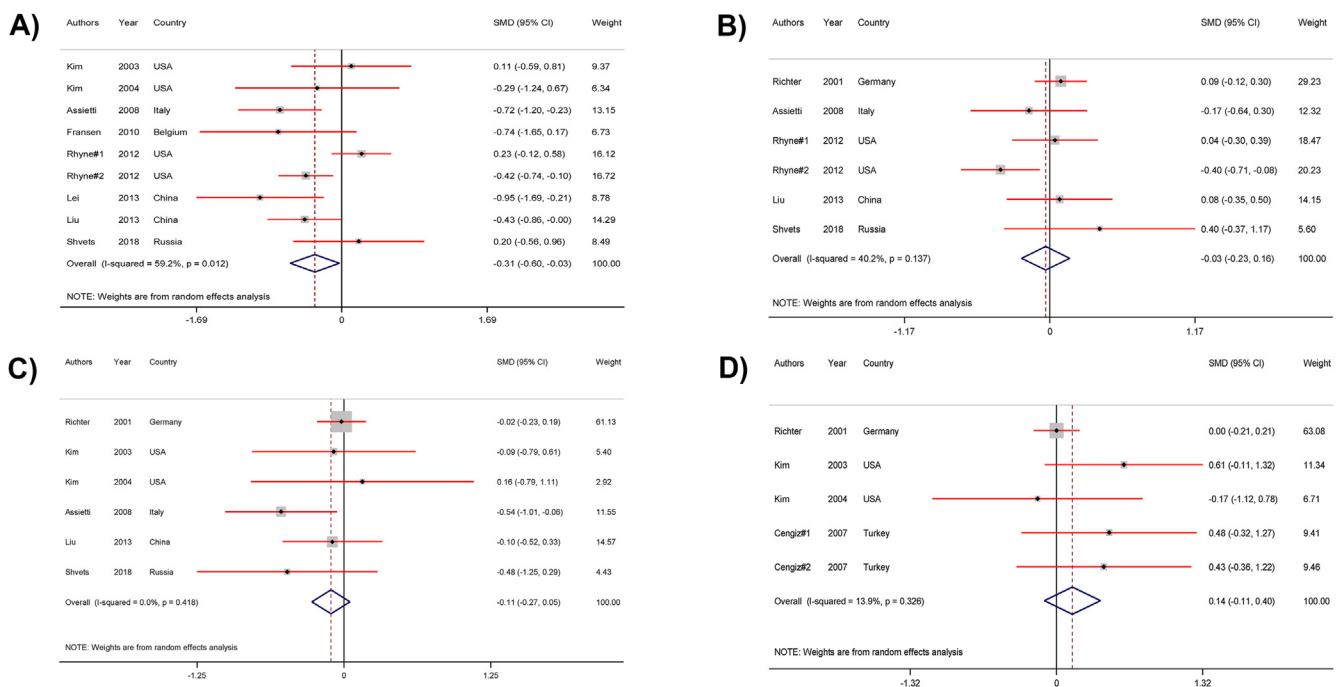 A)
Authors Year Country SMD (95% CI) Weight
Kim 2003 USA 0.11 (-0.59, 0.81) 9.37
Kim 2004 USA -0.29 (-1.24, 0.67) 6.34
Assietti 2008 Italy -0.72 (-1.20, -0.23) 13.15
Fransen 2010 Belgium -0.74 (-1.65, 0.17) 6.73
Rhyne#1 2012 USA 0.23 (-0.12, 0.58) 16.12
Rhyne#2 2012 USA -0.42 (-0.74, -0.10) 16.72
Lei 2013 China -0.95 (-1.69, -0.21) 8.78
Liu 2013 China -0.43 (-0.86, -0.00) 14.29
Shvets 2018 Russia 0.20 (-0.56, 0.96) 8.49
Overall (I-squared = 59.2%, p = 0.012) -0.31 (-0.60, -0.03) 100.00
NOTE: Weights are from random effects analysis
-1.69 0 1.69
B)
Authors Year Country SMD (95% CI) Weight
Richter 2001 Germany 0.09 (-0.12, 0.30) 29.23
Assietti 2008 Italy -0.17 (-0.64, 0.30) 12.32
Rhyne#1 2012 USA 0.04 (-0.30, 0.39) 18.47
Rhyne#2 2012 USA -0.40 (-0.71, -0.08) 20.23
Liu 2013 China 0.08 (-0.35, 0.50) 14.15
Shvets 2018 Russia 0.40 (-0.37, 1.17) 5.60
Overall (I-squared = 40.2%, p = 0.137) -0.03 (-0.23, 0.16) 100.00
NOTE: Weights are from random effects analysis
-1.17 0 1.17
C)
Authors Year Country SMD (95% CI) Weight
Richter 2001 Germany -0.02 (-0.23, 0.19) 61.13
Kim 2003 USA -0.09 (-0.79, 0.61) 5.40
Kim 2004 USA 0.16 (-0.79, 1.11) 2.92
Assietti 2008 Italy -0.54 (-1.01, -0.06) 11.55
Liu 2013 China -0.10 (-0.52, 0.33) 14.57
Shvets 2018 Russia -0.48 (-1.25, 0.29) 4.43
Overall (I-squared = 0.0%, p = 0.418) -0.11 (-0.27, 0.05) 100.00
NOTE: Weights are from random effects analysis
-1.25 0 1.25
D)
Authors Year Country SMD (95% CI) Weight
Richter 2001 Germany 0.00 (-0.21, 0.21) 63.08
Kim 2003 USA 0.61 (-0.11, 1.32) 11.34
Kim 2004 USA -0.17 (-1.12, 0.78) 6.71
Cengiz#1 2007 Turkey 0.48 (-0.32, 1.27) 9.41
Cengiz#2 2007 Turkey 0.43 (-0.36, 1.22) 9.46
Overall (I-squared = 13.9%, p = 0.326) 0.14 (-0.11, 0.40) 100.00
NOTE: Weights are from random effects analysis
-1.32 0 1.32